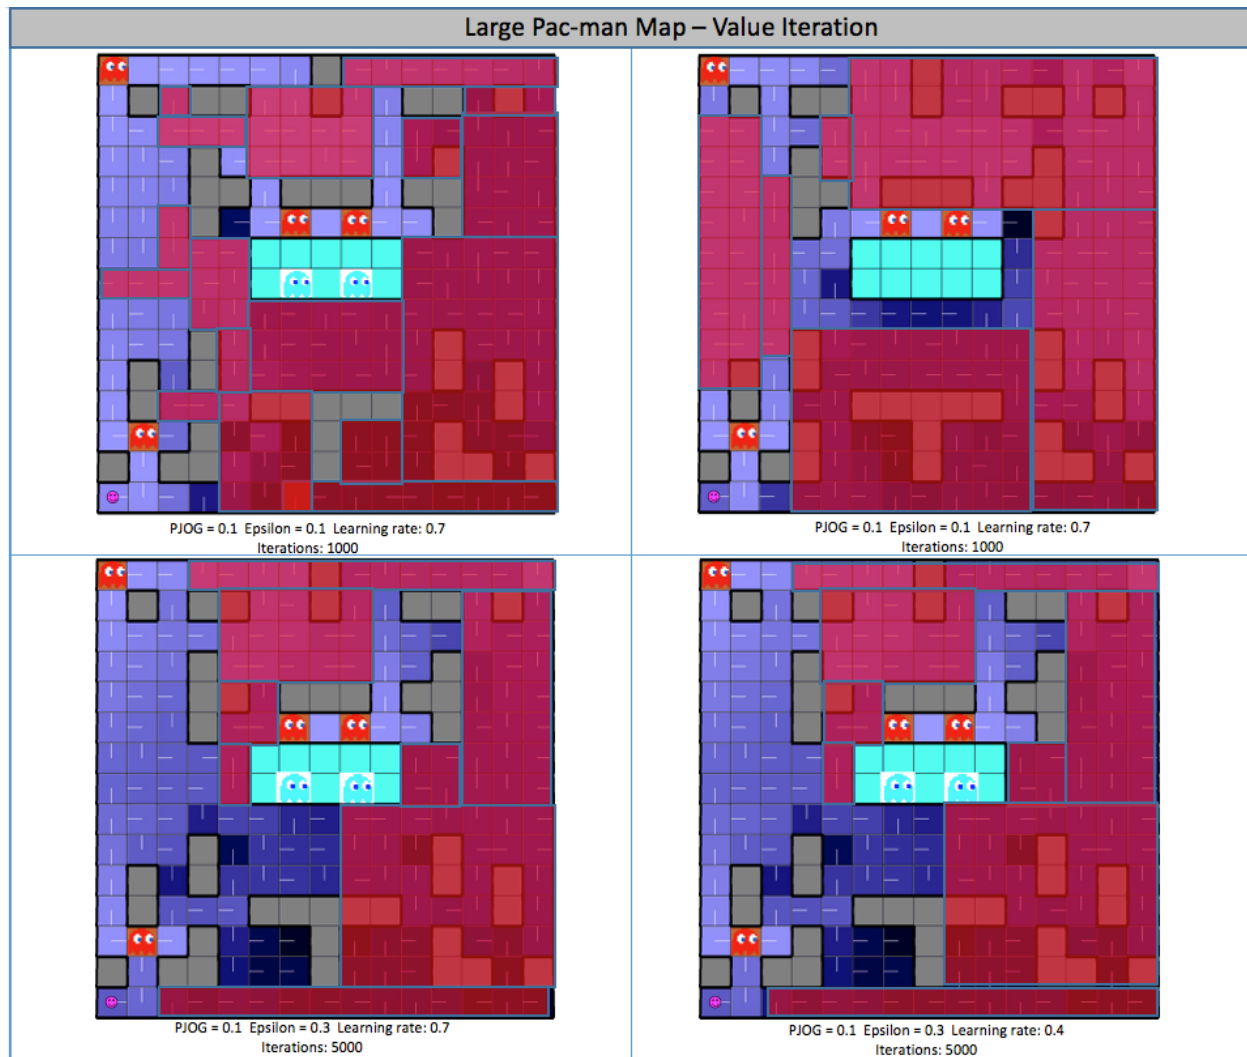 Large Pac-man Map – Value Iteration
PJOG = 0.1 Epsilon = 0.1 Learning rate: 0.7
Iterations: 1000
PJOG = 0.1 Epsilon = 0.1 Learning rate: 0.7
Iterations: 1000
PJOG = 0.1 Epsilon = 0.3 Learning rate: 0.7
Iterations: 5000
PJOG = 0.1 Epsilon = 0.3 Learning rate: 0.4
Iterations: 5000